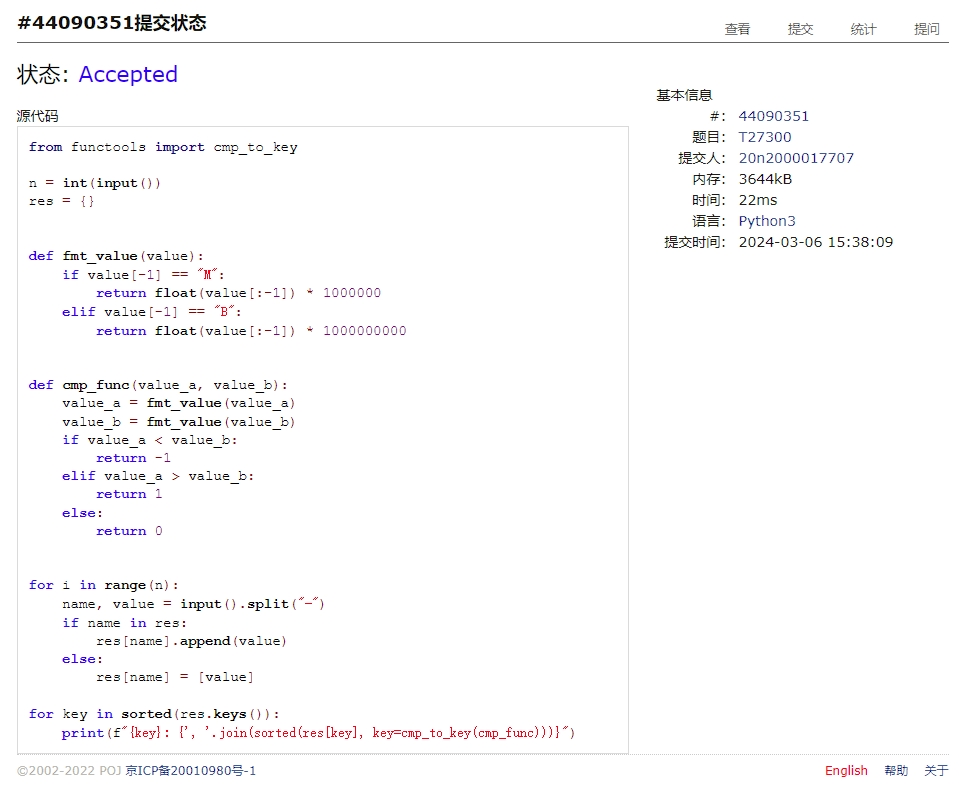 #44090351提交状态
查看 提交 统计 提问
状态: Accepted
源代码
from functools import cmp_to_key

n = int(input())
res = {}


def fmt_value(value):
    if value[-1] == "M":
        return float(value[:-1]) * 1000000
    elif value[-1] == "B":
        return float(value[:-1]) * 1000000000


def cmp_func(value_a, value_b):
    value_a = fmt_value(value_a)
    value_b = fmt_value(value_b)
    if value_a < value_b:
        return -1
    elif value_a > value_b:
        return 1
    else:
        return 0


for i in range(n):
    name, value = input().split("-")
    if name in res:
        res[name].append(value)
    else:
        res[name] = [value]

for key in sorted(res.keys()):
    print(f"{key}: {', '.join(sorted(res[key], key=cmp_to_key(cmp_func)))}")
基本信息
#: 44090351
题目: T27300
提交人: 20n2000017707
内存: 3644kB
时间: 22ms
语言: Python3
提交时间: 2024-03-06 15:38:09
©2002-2022 POJ 京ICP备20010980号-1
English 帮助 关于